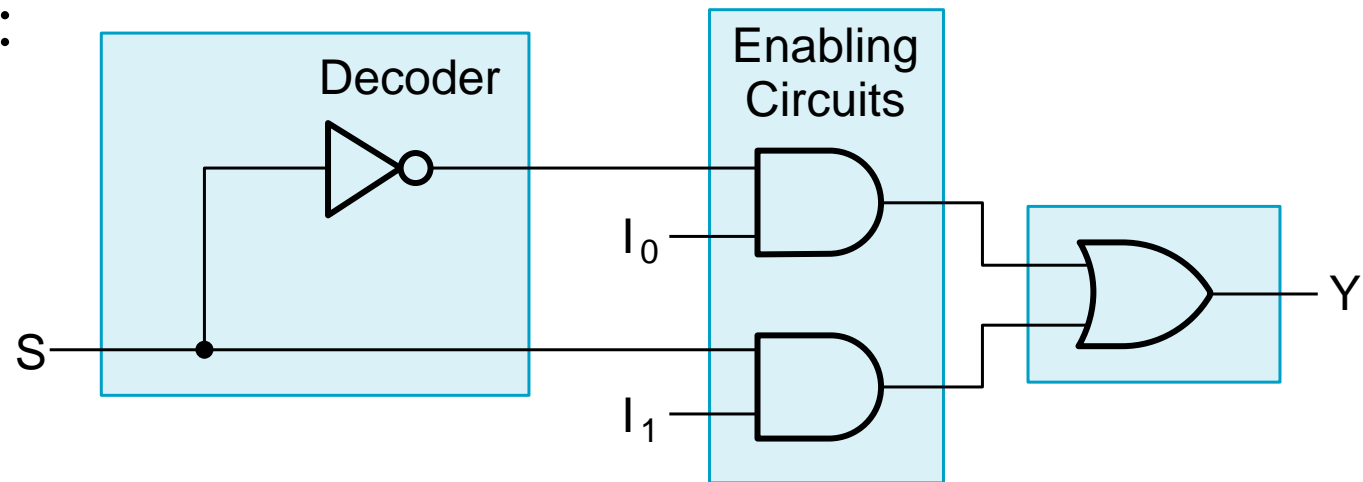 :
Decoder
Enabling
Circuits
I0
S
I1
Y